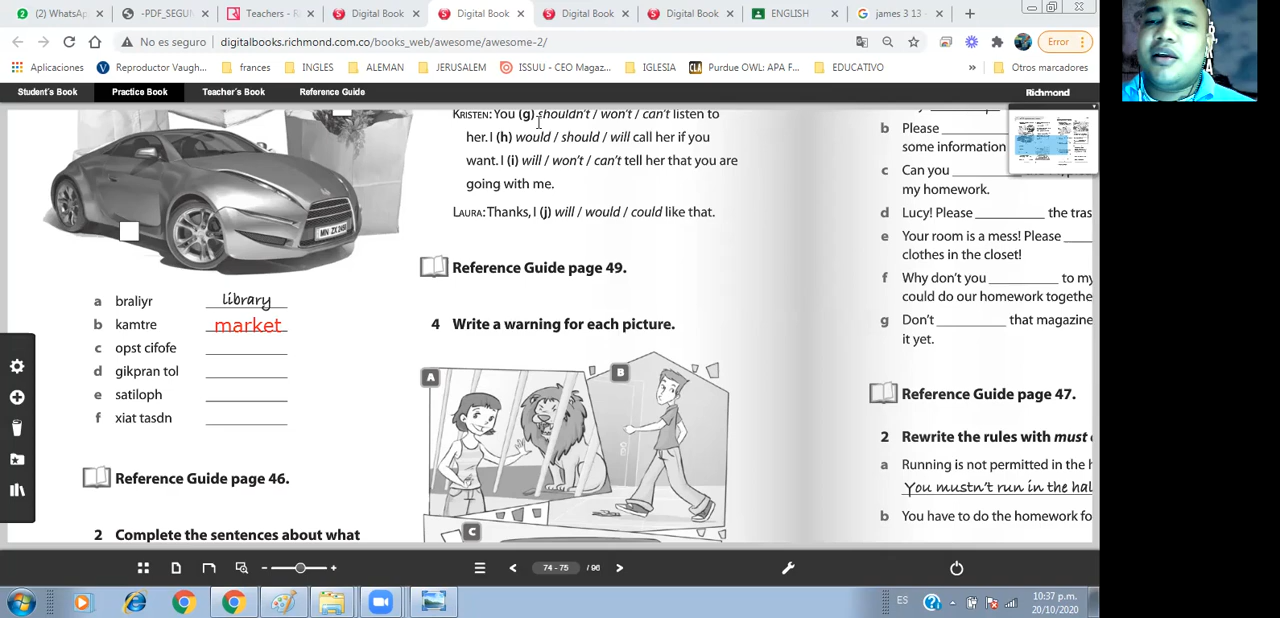 2 WhatsAp
-PDF_SEGUN
Teachers - R
Digital Book
Digital Book
Digital Book
Digital Book
ENGLISH
james 3 13 -
No es seguro
digitalbooks.richmond.com.co/books_web/awesome/awesome-2/
Error
Aplicaciones
Reproductor Vaugh...
frances
INGLES
ALEMAN
JERUSALEM
ISSUU - CEO Magaz...
IGLESIA
Purdue OWL: APA F...
EDUCATIVO
»
Otros marcadores
Student's Book
Practice Book
Teacher's Book
Reference Guide
Richmond
MN ZX 3456
a braliyr library
b kamtre market
c opst cifofe
d gikpran tol
e satiloph
f xiat tasdn
Reference Guide page 46.
2 Complete the sentences about what
KRISTEN: You (g) shouldn't / won't / can't listen to
her. I (h) would / should / will call her if you
want. I (i) will / won't / can't tell her that you are
going with me.
LAURA: Thanks, I (j) will / would / could like that.
Reference Guide page 49.
4 Write a warning for each picture.
A
B
C
b Please
some information
c Can you
my homework.
d Lucy! Please __________ the tras
e Your room is a mess! Please
clothes in the closet!
f Why don't you __________ to my
could do our homework togethe
g Don't __________ that magazine
it yet.
Reference Guide page 47.
2 Rewrite the rules with must
a Running is not permitted in the h
You mustn't run in the hal
b You have to do the homework fo
74 - 75 / 96
ES
10:37 p.m.
20/10/2020